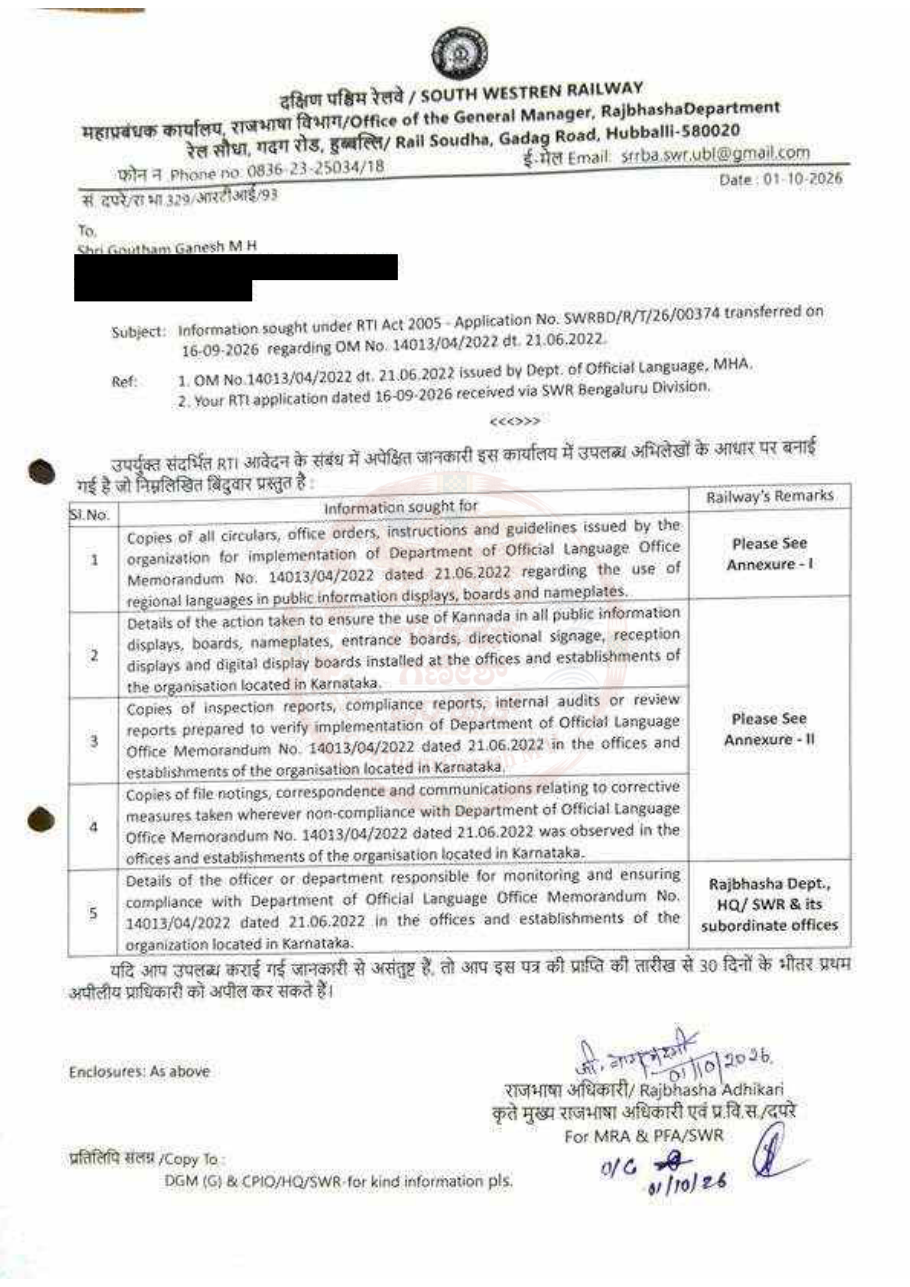 दक्षिण पश्चिम रेलवे / SOUTH WESTREN RAILWAY
महाप्रबंधक कार्यालय, राजभाषा विभाग/Office of the General Manager, RajbhashaDepartment
रेल सौधा, गदग रोड, हुब्बल्लि/ Rail Soudha, Gadag Road, Hubballi-580020
फोन न Phone no. 0836-23-25034/18
ई-मेल Email: srrba.swr.ubl@gmail.com
सं. दपरे/रा भा.329/आरटीआई/93
Date : 01-10-2026
To,
Shri Goutham Ganesh M H
Subject: Information sought under RTI Act 2005 - Application No. SWRBD/R/T/26/00374 transferred on
16-09-2026 regarding OM No. 14013/04/2022 dt. 21.06.2022.
Ref: 1. OM No.14013/04/2022 dt. 21.06.2022 issued by Dept. of Official Language, MHA.
2. Your RTI application dated 16-09-2026 received via SWR Bengaluru Division.
<<<>>>
उपर्युक्त संदर्भित RTI आवेदन के संबंध में अपेक्षित जानकारी इस कार्यालय में उपलब्ध अभिलेखों के आधार पर बनाई
गई है जो निम्नलिखित बिंदुवार प्रस्तुत है :
Sl.No. Information sought for Railway's Remarks
1 Copies of all circulars, office orders, instructions and guidelines issued by the
organization for implementation of Department of Official Language Office
Memorandum No. 14013/04/2022 dated 21.06.2022 regarding the use of
regional languages in public information displays, boards and nameplates.
Please See
Annexure - I
2 Details of the action taken to ensure the use of Kannada in all public information
displays, boards, nameplates, entrance boards, directional signage, reception
displays and digital display boards installed at the offices and establishments of
the organisation located in Karnataka.
3 Copies of inspection reports, compliance reports, internal audits or review
reports prepared to verify implementation of Department of Official Language
Office Memorandum No. 14013/04/2022 dated 21.06.2022 in the offices and
establishments of the organisation located in Karnataka.
Please See
Annexure - II
4 Copies of file notings, correspondence and communications relating to corrective
measures taken wherever non-compliance with Department of Official Language
Office Memorandum No. 14013/04/2022 dated 21.06.2022 was observed in the
offices and establishments of the organisation located in Karnataka.
5 Details of the officer or department responsible for monitoring and ensuring
compliance with Department of Official Language Office Memorandum No.
14013/04/2022 dated 21.06.2022 in the offices and establishments of the
organization located in Karnataka.
Rajbhasha Dept.,
HQ/ SWR & its
subordinate offices
यदि आप उपलब्ध कराई गई जानकारी से असंतुष्ट हैं, तो आप इस पत्र की प्राप्ति की तारीख से 30 दिनों के भीतर प्रथम
अपीलीय प्राधिकारी को अपील कर सकते हैं।
01/10/2026
Enclosures: As above
राजभाषा अधिकारी/ Rajbhasha Adhikari
कृते मुख्य राजभाषा अधिकारी एवं प्र.वि.स./दपरे
For MRA & PFA/SWR
प्रतिलिपि संलग्न /Copy To :
DGM (G) & CPIO/HQ/SWR-for kind information pls.
O/C
01/10/26